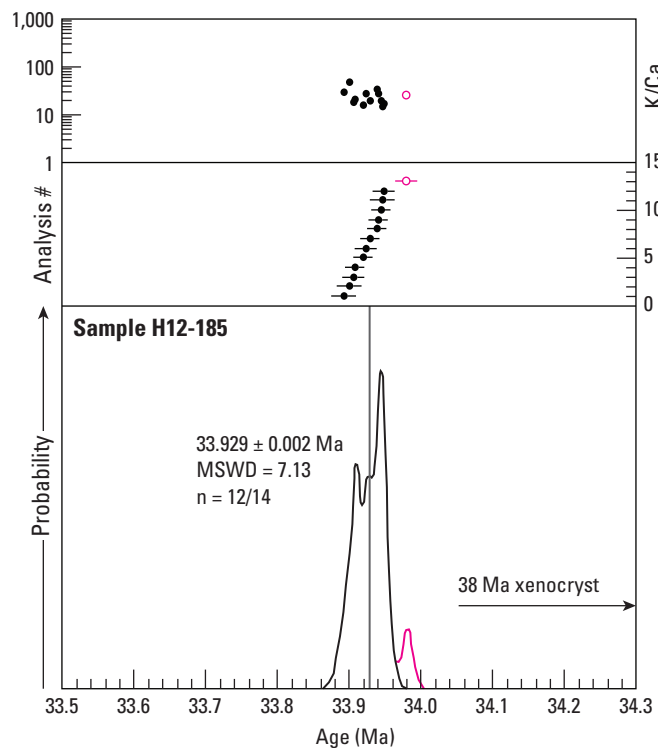 1,000
100
10
1
K/Ca
Analysis #
15
10
5
0
Sample H12-185
Probability
33.929 ± 0.002 Ma
MSWD = 7.13
n = 12/14
38 Ma xenocryst
33.5 33.6 33.7 33.8 33.9 34.0 34.1 34.2 34.3
Age (Ma)